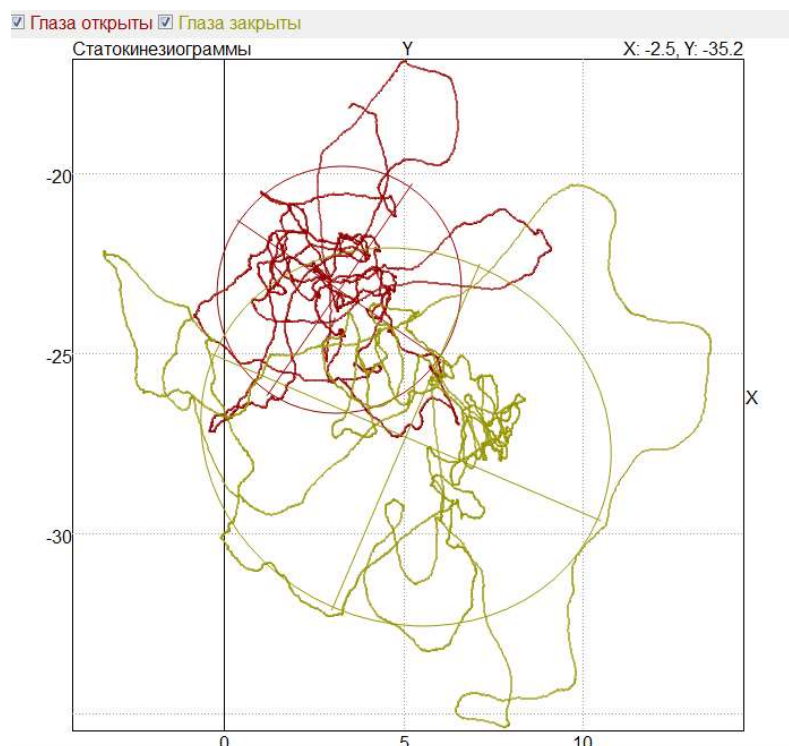 Глаза открыты Глаза закрыты
Статокинезиограммы Y X: -2.5, Y: -35.2
-20
-25
X
-30
0 5 10